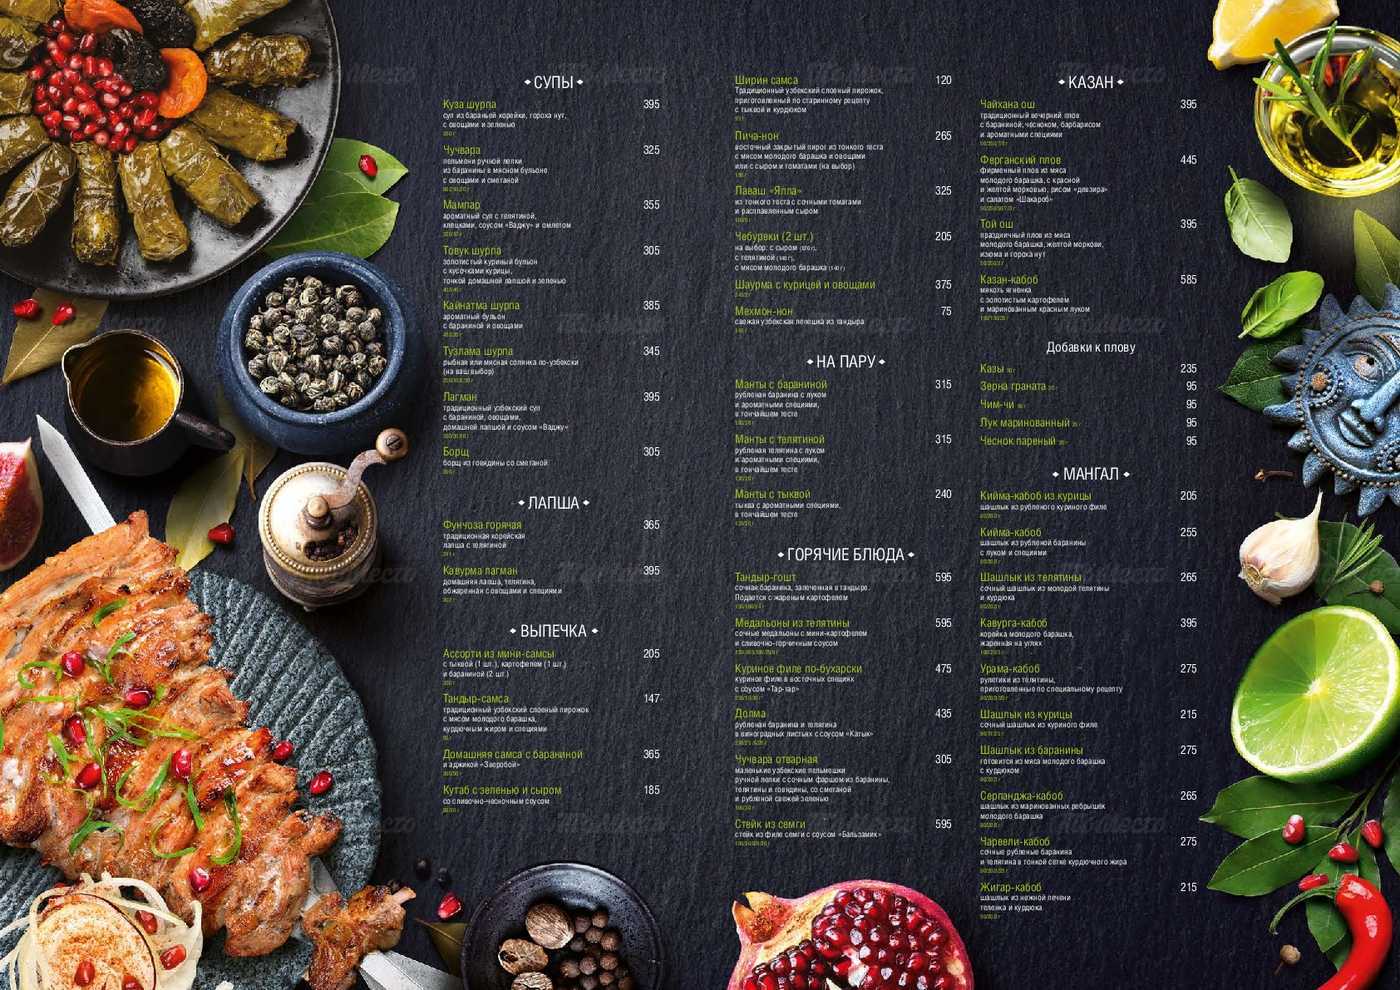 СУПЫ
Куза шурпа 395
суп из бараньей корейки, гороха нут,
с овощами и зеленью
Чучвара 325
пельмени ручной лепки
из баранины в мясном бульоне
с овощами и сметаной
Мампар 355
ароматный суп с телятиной,
клецками, соусом «Ваджу» и омлетом
Товук шурпа 305
золотистый куриный бульон
с кусочками курицы,
тонкой домашней лапшой и зеленью
Кайнатма шурпа 385
ароматный бульон
с бараниной и овощами
Тузлама шурпа 345
рыбная или мясная солянка по-узбекски
(на ваш выбор)
Лагман 395
традиционный узбекский суп
с бараниной, овощами,
домашней лапшой и соусом «Ваджу»
Борщ 305
борщ из говядины со сметаной
ЛАПША
Фунчоза горячая 365
традиционная корейская
лапша с телятиной
Кавурма лагман 395
домашняя лапша, телятина,
обжаренная с овощами и специями
ВЫПЕЧКА
Ассорти из мини-самсы 205
с тыквой (1 шт.), картофелем (1 шт.)
и бараниной (2 шт.)
Тандыр-самса 147
традиционный узбекский слоеный пирожок
с мясом молодого барашка,
курдючным жиром и специями
Домашняя самса с бараниной 365
и аджикой «Зверобой»
Кутаб с зеленью и сыром 185
со сливочно-чесночным соусом
Ширин самса 120
Традиционный узбекский слоеный пирожок,
приготовленный по старинному рецепту
с тыквой и курдюком
Пича-нон 265
восточный закрытый пирог из тонкого теста
с мясом молодого барашка и овощами
или с сыром и томатами (на выбор)
Лаваш «Ялла» 325
из тонкого теста с сочными томатами
и расплавленным сыром
Чебуреки (2 шт.) 205
на выбор: с сыром
с телятиной (140 г),
с мясом молодого барашка (140 г)
Шаурма с курицей и овощами 375
Мехмон-нон 75
свежая узбекская лепешка из тандыра
НА ПАРУ
Манты с бараниной 315
рубленая баранина с луком
и ароматными специями,
в тончайшем тесте
Манты с телятиной 315
рубленая телятина с луком
и ароматными специями,
в тончайшем тесте
Манты с тыквой 240
тыква с ароматными специями,
в тончайшем тесте
ГОРЯЧИЕ БЛЮДА
Тандыр-гошт 595
сочная баранина, запеченная в тандыре.
Подается с жареным картофелем
Медальоны из телятины 595
сочные медальоны с мини-картофелем
и сливочно-горчичным соусом
Куриное филе по-бухарски 475
куриное филе в восточных специях
с соусом «Тар-тар»
Долма 435
рубленая баранина и телятина
в виноградных листьях с соусом «Катык»
Чучвара отварная 305
маленькие узбекские пельмешки
ручной лепки с сочным фаршом из баранины,
телятины и говядины, со сметаной
и рубленой свежей зеленью
Стейк из семги 595
стейк из филе семги с соусом «Бальзамик»
КАЗАН
Чайхана ош 395
традиционный вечерний плов
с бараниной, чесноком, барбарисом
и ароматными специями
Ферганский плов 445
фирменный плов из мяса
молодого барашка, с красной
и желтой морковью, рисом «девзира»
и салатом «Шакароб»
Той ош 395
праздничный плов из мяса
молодого барашка, желтой моркови,
изюма и гороха нут
Казан-кабоб 585
мякоть ягненка
с золотистым картофелем
и маринованным красным луком
Добавки к плову
Казы 235
Зерна граната 95
Чим-чи 95
Лук маринованный 95
Чеснок пареный 95
МАНГАЛ
Кийма-кабоб из курицы 205
шашлык из рубленого куриного филе
Кийма-кабоб 255
шашлык из рубленой баранины
с луком и специями
Шашлык из телятины 265
сочный шашлык из молодой телятины
и курдюка
Кавурга-кабоб 395
корейка молодого барашка,
жаренная на углях
Урама-кабоб 275
рулетики из телятины,
приготовленные по специальному рецепту
Шашлык из курицы 215
сочный шашлык из куриного филе
Шашлык из баранины 275
готовится из мяса молодого барашка
с курдюком
Серпанджа-кабоб 265
шашлык из маринованных ребрышек
молодого барашка
Чарвели-кабоб 275
сочные рубленые баранина
и телятина в тонкой сетке курдючного жира
Жигар-кабоб 215
шашлык из нежной печени
теленка и курдюка